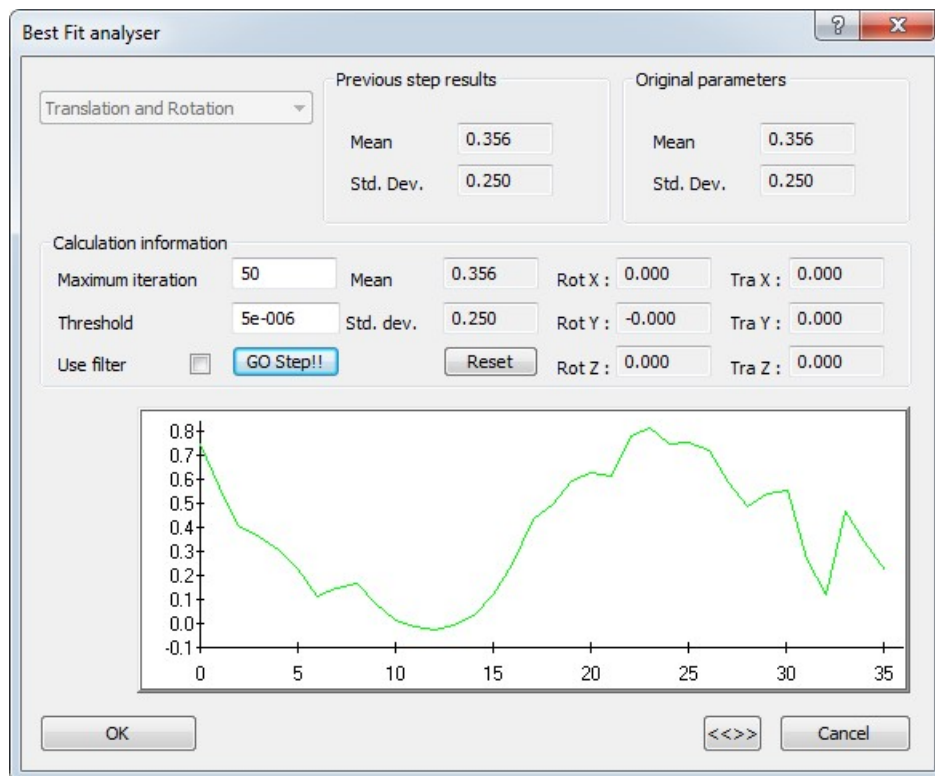 Best Fit analyser
?
X
Translation and Rotation
Previous step results
Mean 0.356
Std. Dev. 0.250
Original parameters
Mean 0.356
Std. Dev. 0.250
Calculation information
Maximum iteration 50 Mean 0.356 Rot X : 0.000 Tra X : 0.000
Threshold 5e-006 Std. dev. 0.250 Rot Y : -0.000 Tra Y : 0.000
Use filter GO Step!! Reset Rot Z : 0.000 Tra Z : 0.000
0.8
0.7
0.6
0.5
0.4
0.3
0.2
0.1
0.0
-0.1
0 5 10 15 20 25 30 35
OK <<>> Cancel